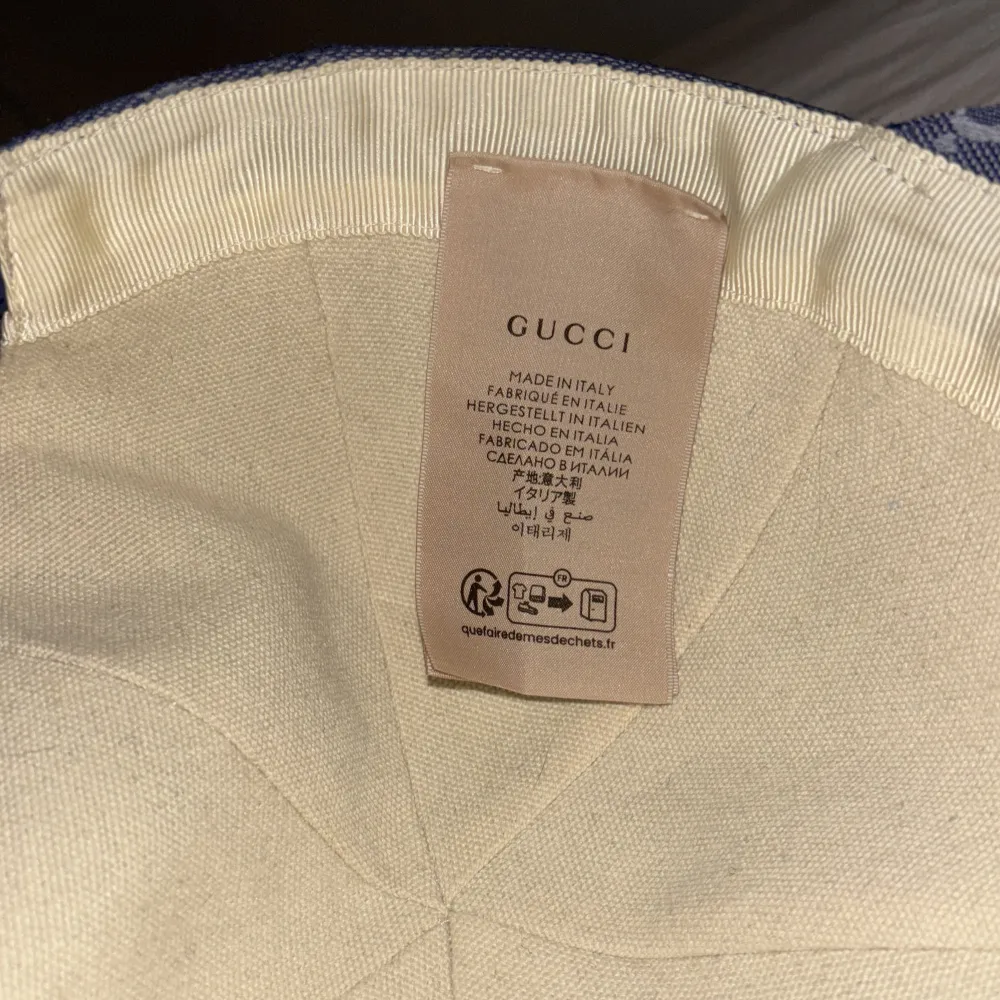 GUCCI
MADE IN ITALY
FABRIQUÉ EN ITALIE
HERGESTELLT IN ITALIEN
HECHO EN ITALIA
FABRICADO EM ITÁLIA
СДЕЛАНО В ИТАЛИИ
产地:意大利
イタリア製
صنع في إيطاليا
이태리제
FR
quefairedemesdechets.fr